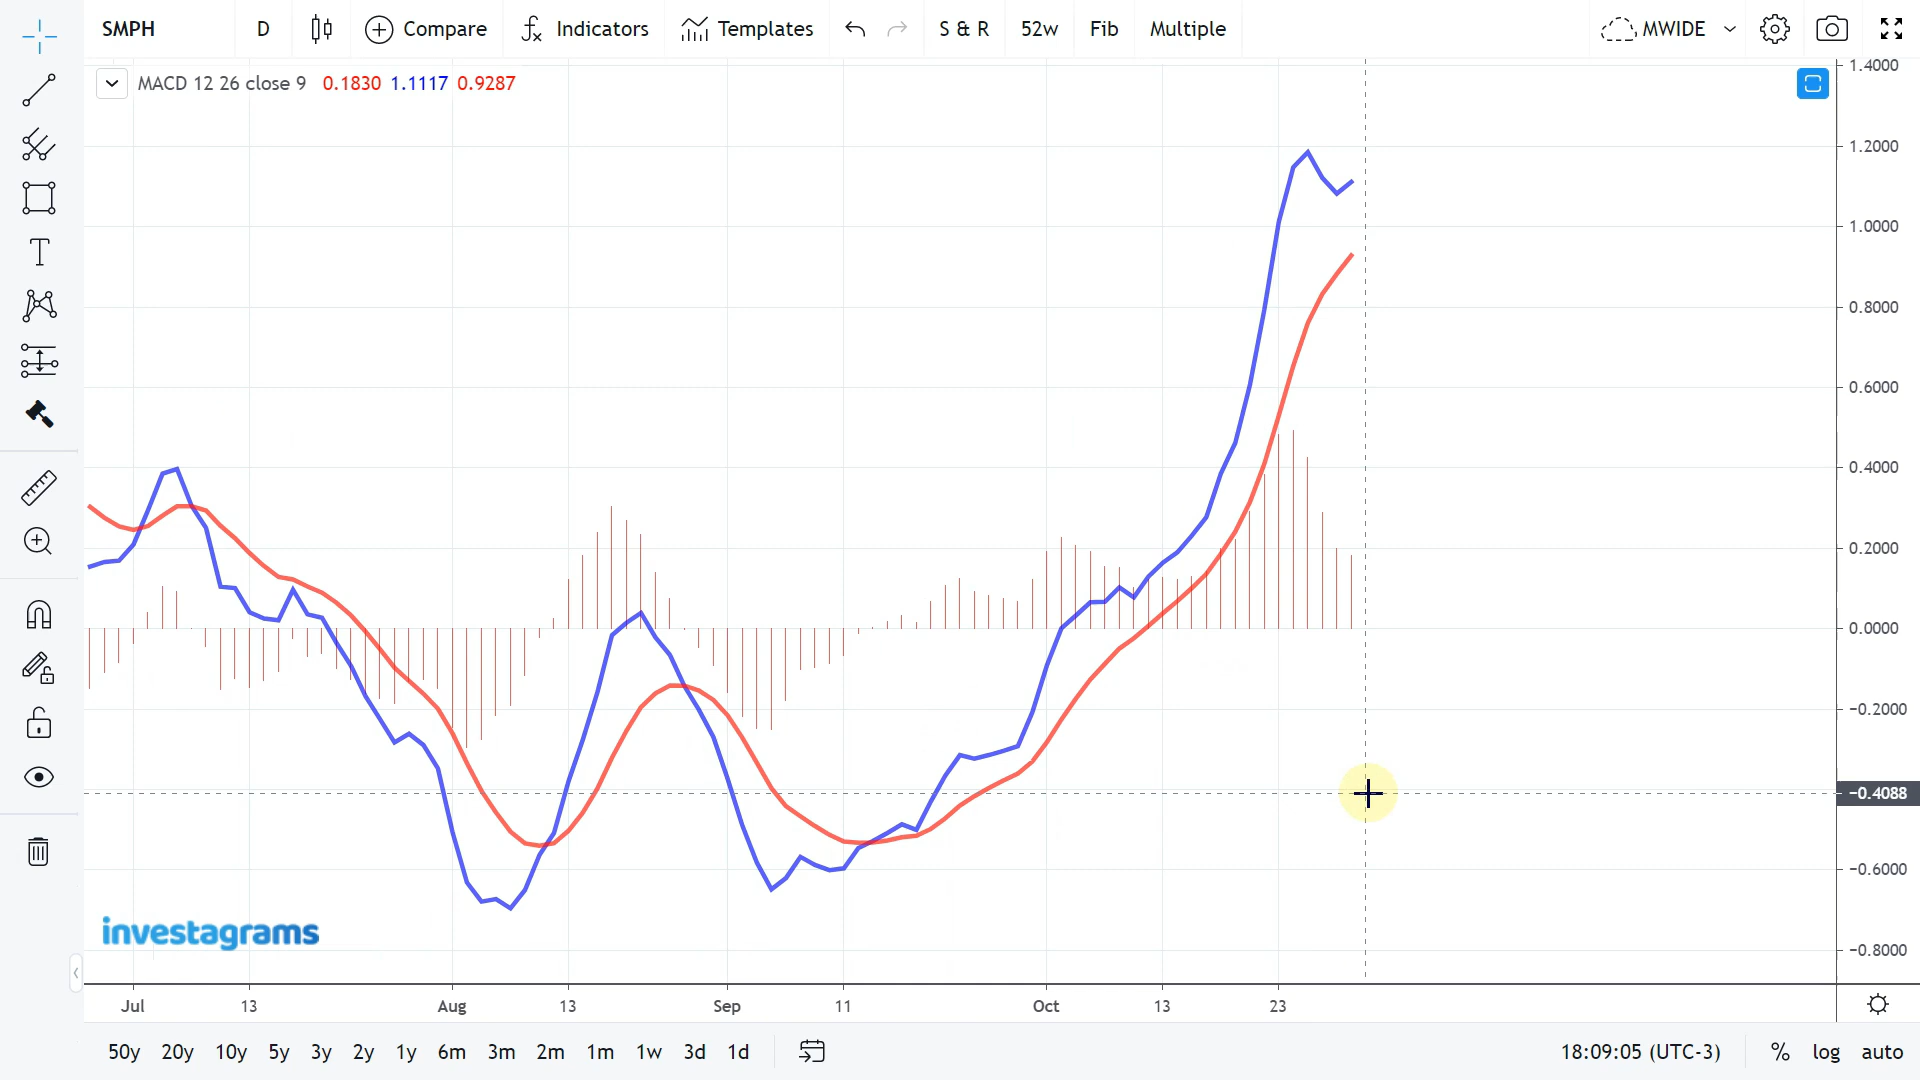 SMPH D Compare Indicators Templates S & R 52w Fib Multiple MWIDE
MACD 12 26 close 9 0.1830 1.1117 0.9287
1.4000
1.2000
1.0000
0.8000
0.6000
0.4000
0.2000
0.0000
−0.2000
−0.4088
−0.6000
−0.8000
investagrams
Jul 13 Aug 13 Sep 11 Oct 13 23
50y 20y 10y 5y 3y 2y 1y 6m 3m 2m 1m 1w 3d 1d 18:09:05 (UTC-3) % log auto